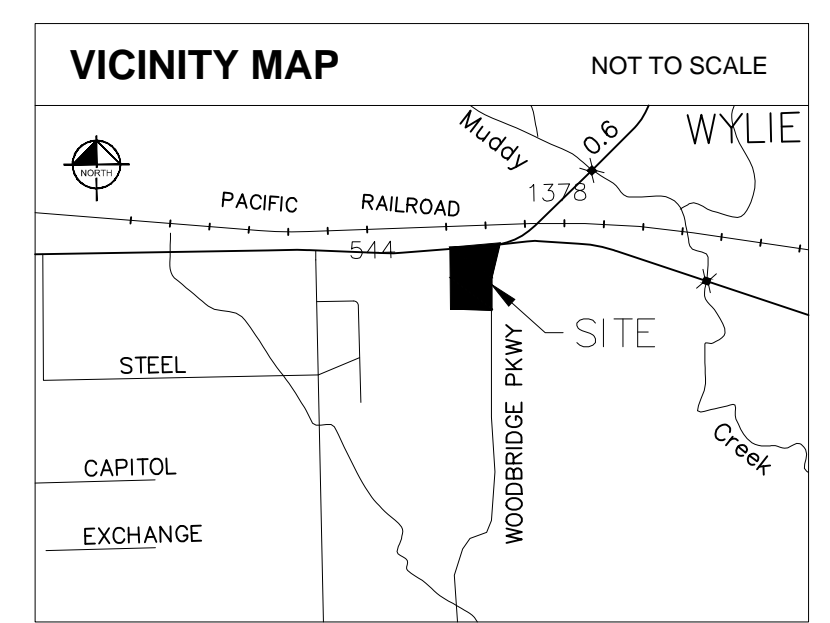 VICINITY MAP
NOT TO SCALE
Muddy
0.6
WYLIE
NORTH
1378
PACIFIC RAILROAD
544
SITE
STEEL
WOODBRIDGE PKWY
Creek
CAPITOL
EXCHANGE